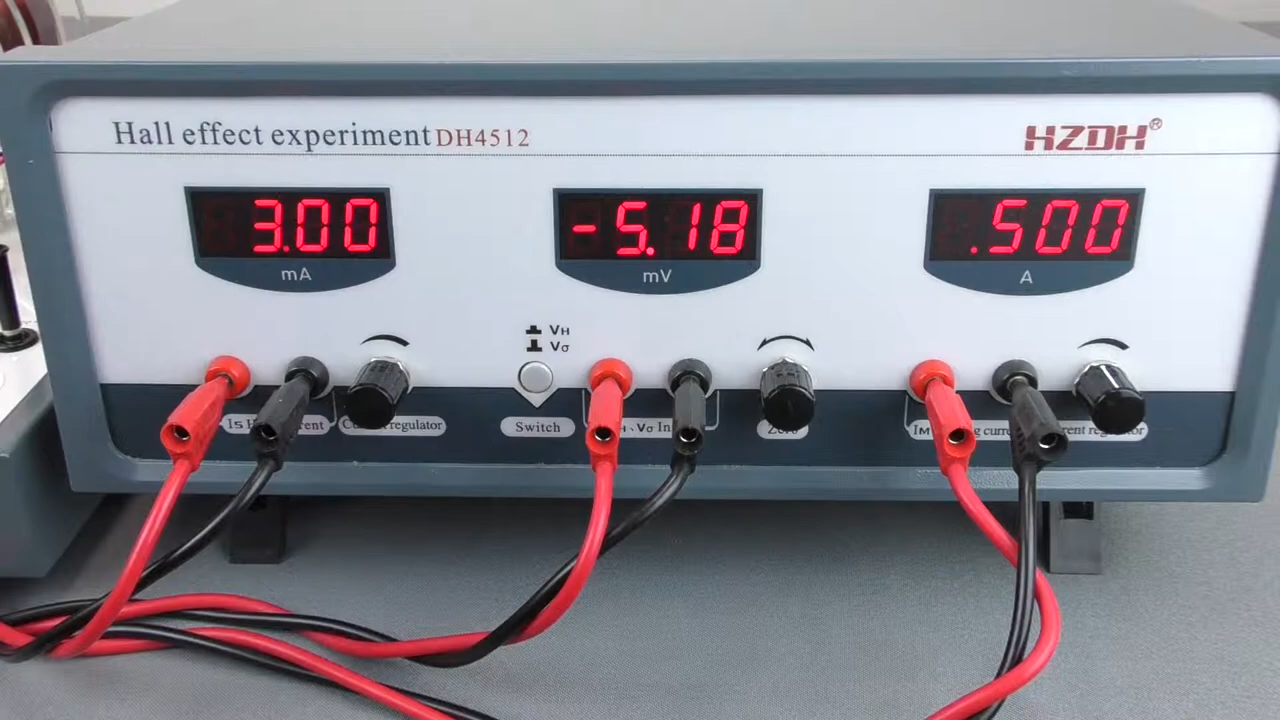 Hall effect experiment DH4512
HZDH®
3.00
mA
-5.18
mV
.500
A
VH
Vσ
Switch
Zero